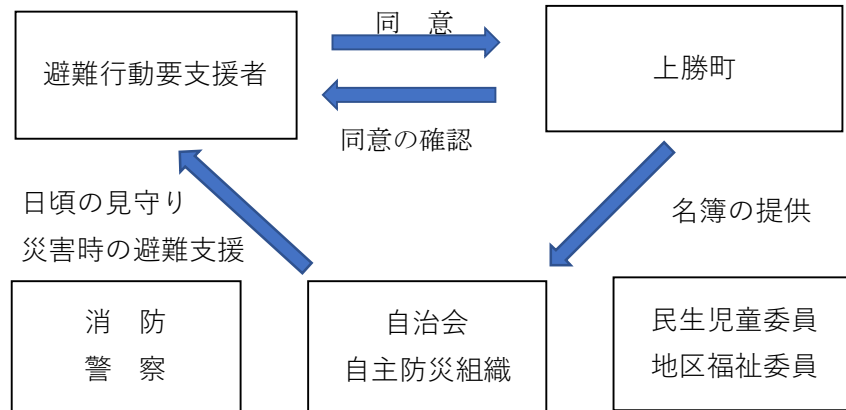 同　意
避難行動要支援者
上勝町
同意の確認
日頃の見守り
災害時の避難支援
名簿の提供
消　防
警　察
自治会
自主防災組織
民生児童委員
地区福祉委員